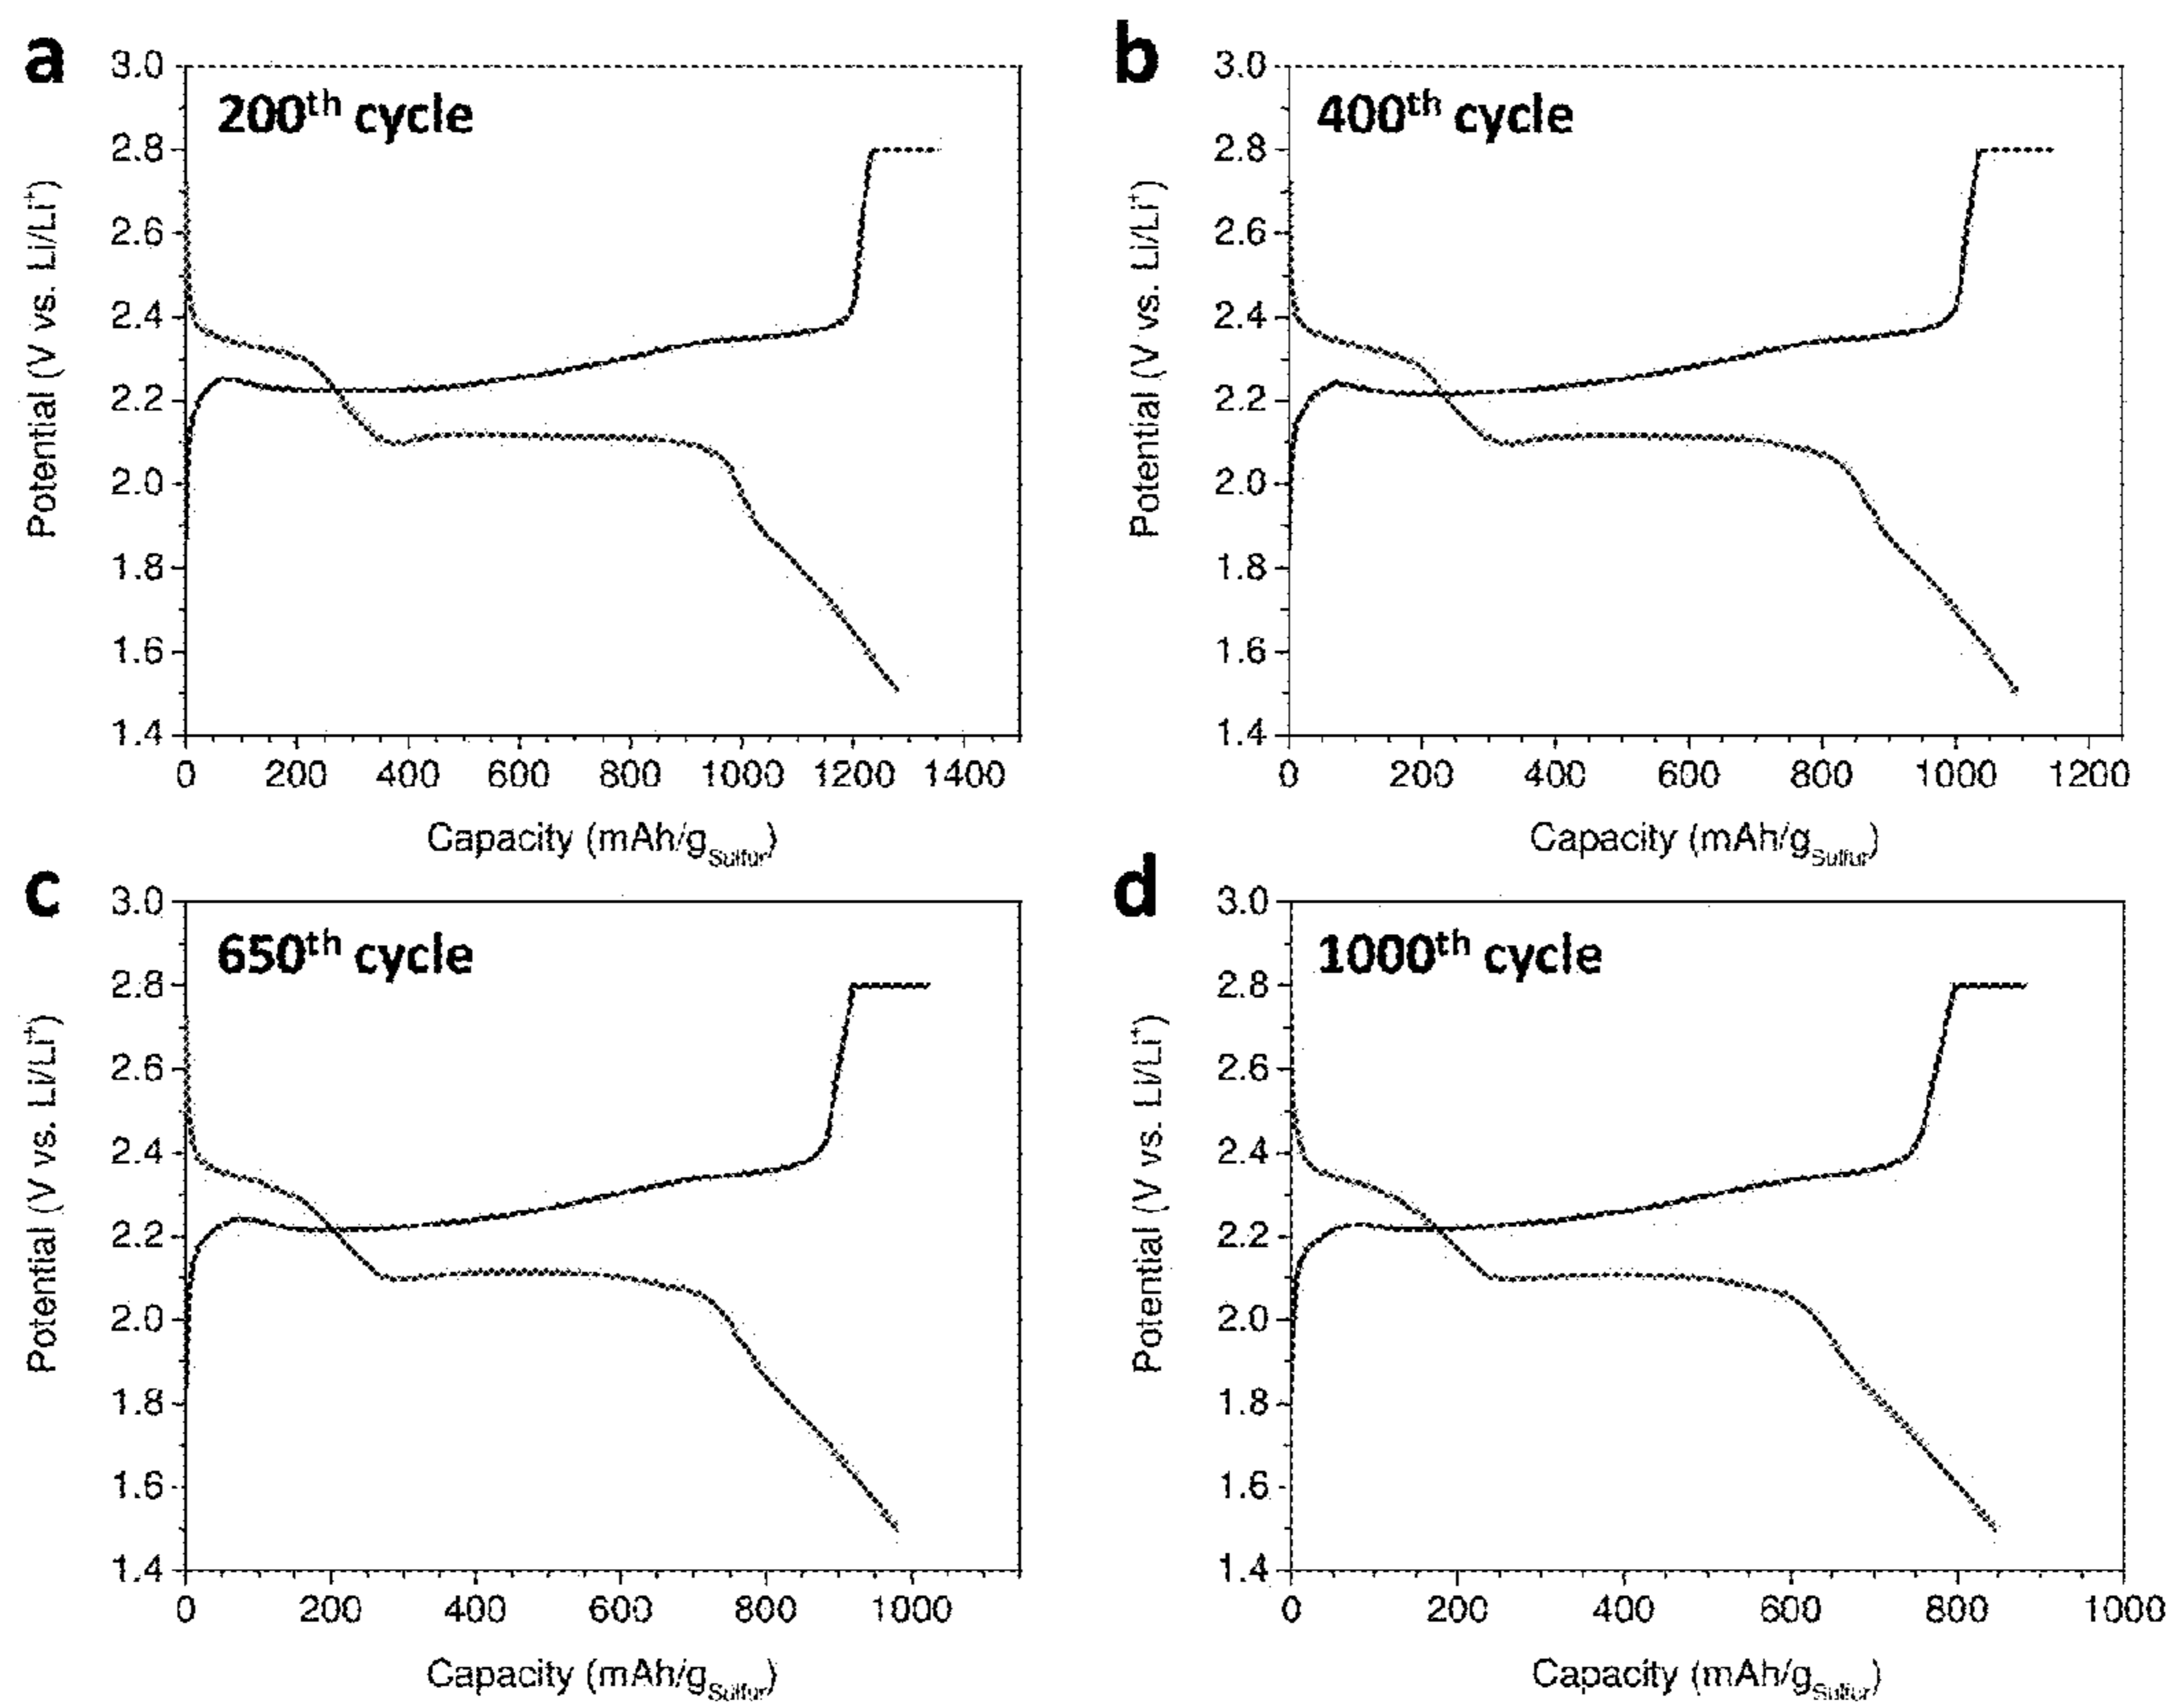 a
200th cycle
3.0
2.8
2.6
2.4
2.2
2.0
1.8
1.6
1.4
Potential (V vs. Li/Li+)
0 200 400 600 800 1000 1200 1400
Capacity (mAh/gSulfur)
b
400th cycle
3.0
2.8
2.6
2.4
2.2
2.0
1.8
1.6
1.4
Potential (V vs. Li/Li+)
0 200 400 600 800 1000 1200
Capacity (mAh/gSulfur)
c
650th cycle
3.0
2.8
2.6
2.4
2.2
2.0
1.8
1.6
1.4
Potential (V vs. Li/Li+)
0 200 400 600 800 1000
Capacity (mAh/gSulfur)
d
1000th cycle
3.0
2.8
2.6
2.4
2.2
2.0
1.8
1.6
1.4
Potential (V vs. Li/Li+)
0 200 400 600 800 1000
Capacity (mAh/gSulfur)